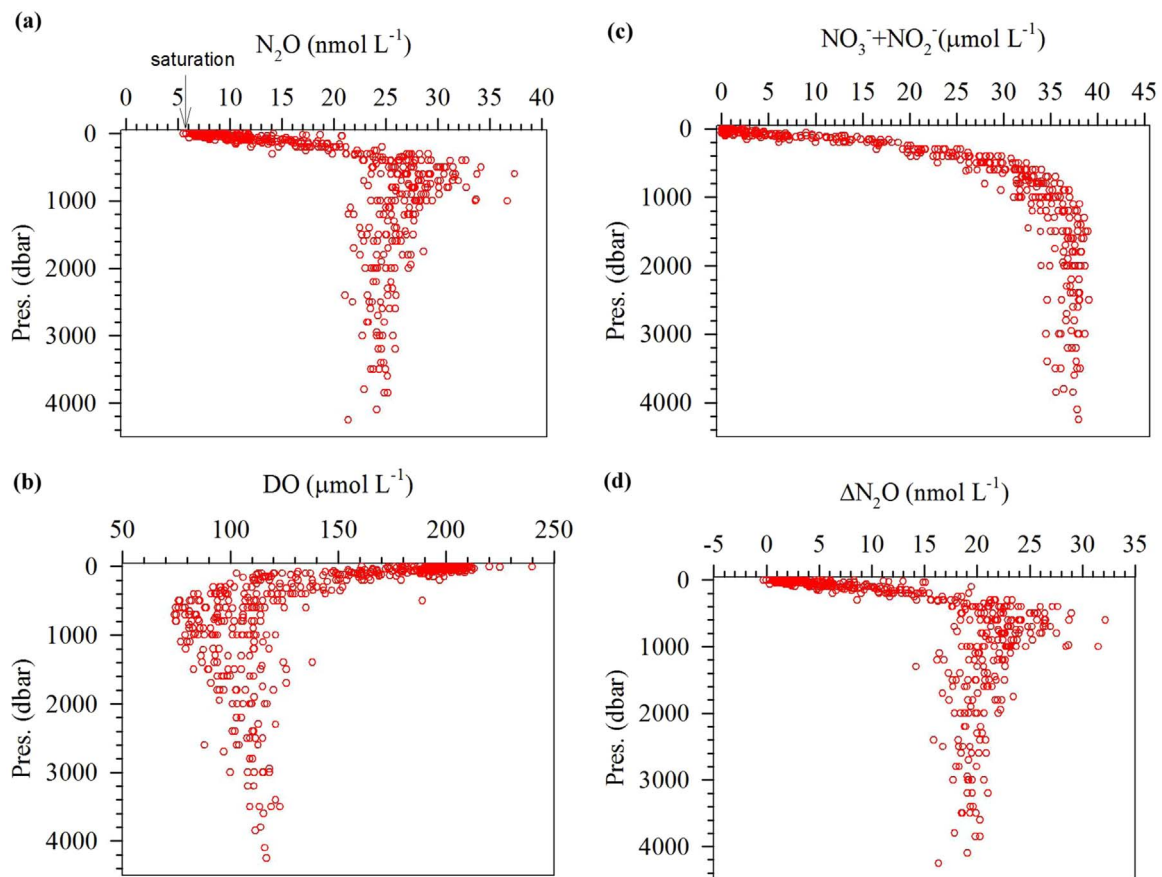 (a)
N₂O (nmol L⁻¹)
saturation
0 5 10 15 20 25 30 35 40
0
1000
2000
3000
4000
Pres. (dbar)
(c)
NO₃⁻+NO₂⁻(μmol L⁻¹)
0 5 10 15 20 25 30 35 40 45
0
1000
2000
3000
4000
Pres. (dbar)
(b)
DO (μmol L⁻¹)
50 100 150 200 250
0
1000
2000
3000
4000
Pres. (dbar)
(d)
ΔN₂O (nmol L⁻¹)
-5 0 5 10 15 20 25 30 35
0
1000
2000
3000
4000
Pres. (dbar)